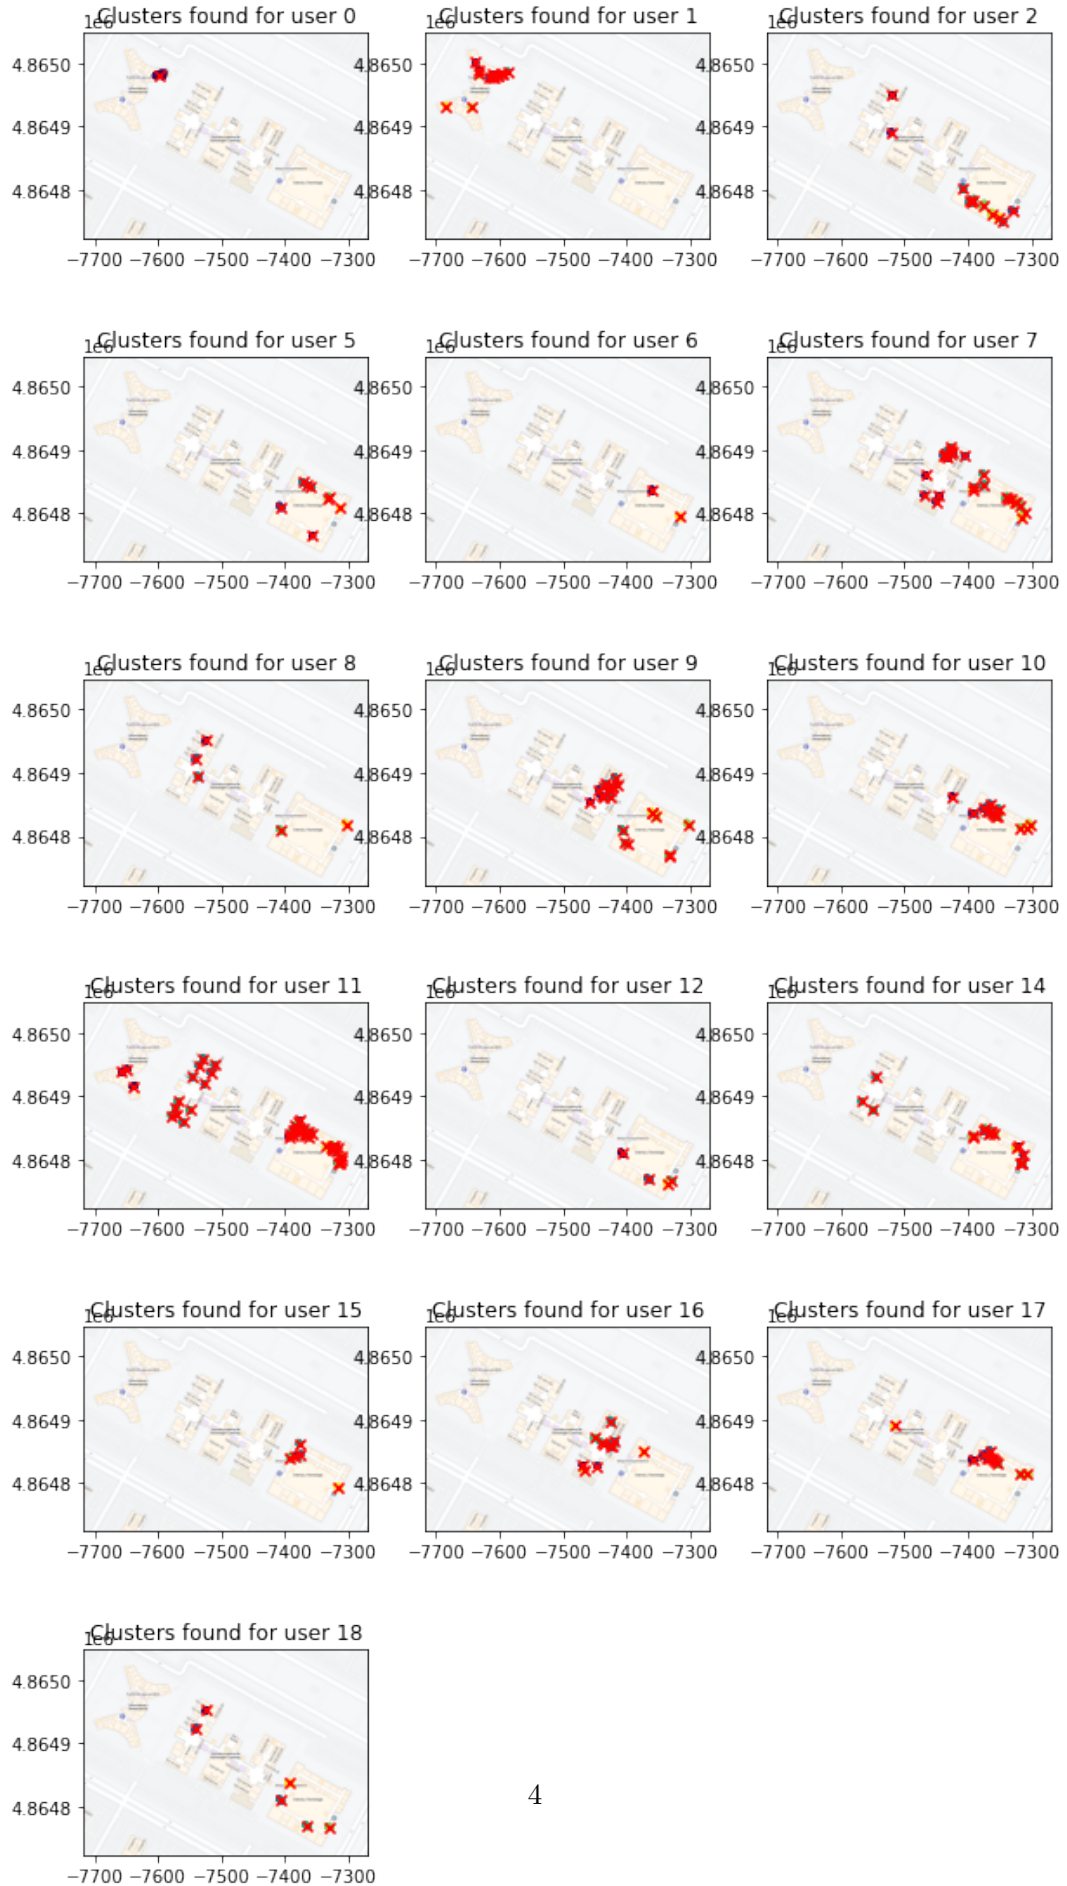 Clusters found for user 0 Clusters found for user 1 Clusters found for user 2
1e6 1e6 1e6
4.8650 4.8650 4.8650
4.8649 4.8649 4.8649
4.8648 4.8648 4.8648
−7700 −7600 −7500 −7400 −7300 −7700 −7600 −7500 −7400 −7300 −7700 −7600 −7500 −7400 −7300
Clusters found for user 5 Clusters found for user 6 Clusters found for user 7
1e6 1e6 1e6
4.8650 4.8650 4.8650
4.8649 4.8649 4.8649
4.8648 4.8648 4.8648
−7700 −7600 −7500 −7400 −7300 −7700 −7600 −7500 −7400 −7300 −7700 −7600 −7500 −7400 −7300
Clusters found for user 8 Clusters found for user 9 Clusters found for user 10
1e6 1e6 1e6
4.8650 4.8650 4.8650
4.8649 4.8649 4.8649
4.8648 4.8648 4.8648
−7700 −7600 −7500 −7400 −7300 −7700 −7600 −7500 −7400 −7300 −7700 −7600 −7500 −7400 −7300
Clusters found for user 11 Clusters found for user 12 Clusters found for user 14
1e6 1e6 1e6
4.8650 4.8650 4.8650
4.8649 4.8649 4.8649
4.8648 4.8648 4.8648
−7700 −7600 −7500 −7400 −7300 −7700 −7600 −7500 −7400 −7300 −7700 −7600 −7500 −7400 −7300
Clusters found for user 15 Clusters found for user 16 Clusters found for user 17
1e6 1e6 1e6
4.8650 4.8650 4.8650
4.8649 4.8649 4.8649
4.8648 4.8648 4.8648
−7700 −7600 −7500 −7400 −7300 −7700 −7600 −7500 −7400 −7300 −7700 −7600 −7500 −7400 −7300
Clusters found for user 18
1e6
4.8650
4.8649
4.8648
−7700 −7600 −7500 −7400 −7300
4